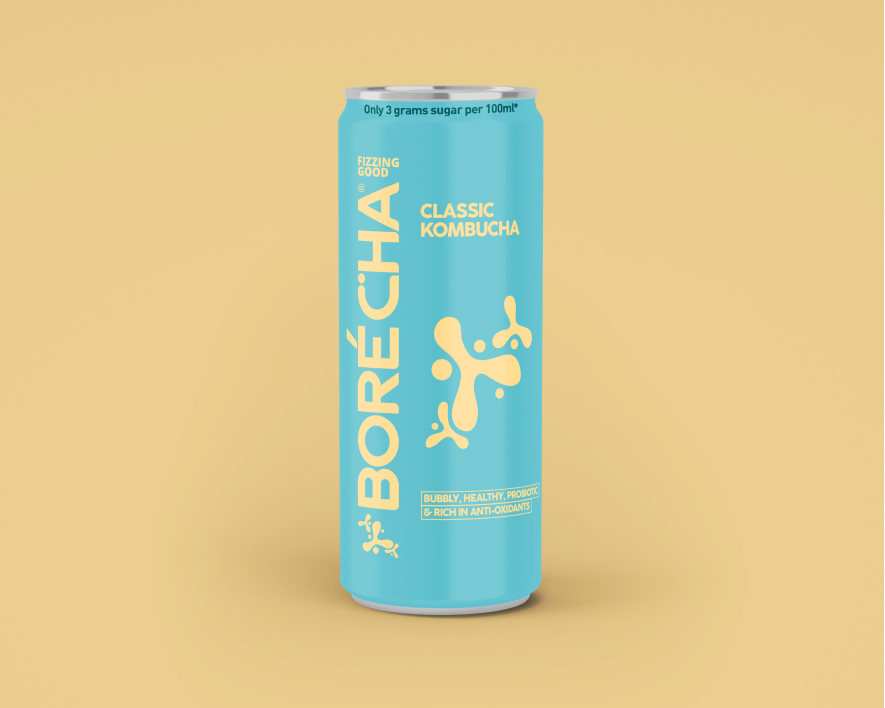 Only 3 grams sugar per 100ml*
FIZZING
GOOD
BORÉCHA®
CLASSIC
KOMBUCHA
BUBBLY, HEALTHY, PROBIOTIC
& RICH IN ANTI-OXIDANTS